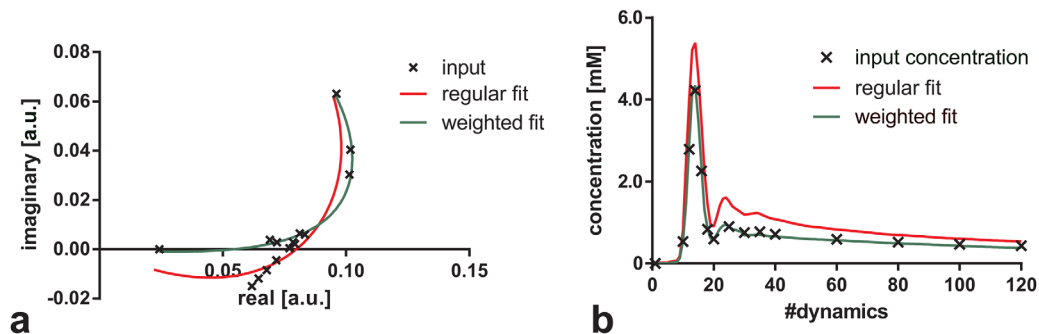 0.08
0.06
0.04
0.02
0.00
-0.02
imaginary [a.u.]
0.05
0.10
0.15
real [a.u.]
input
regular fit
weighted fit
a
6.0
4.0
2.0
0.0
concentration [mM]
0
20
40
60
80
100
120
#dynamics
input concentration
regular fit
weighted fit
b